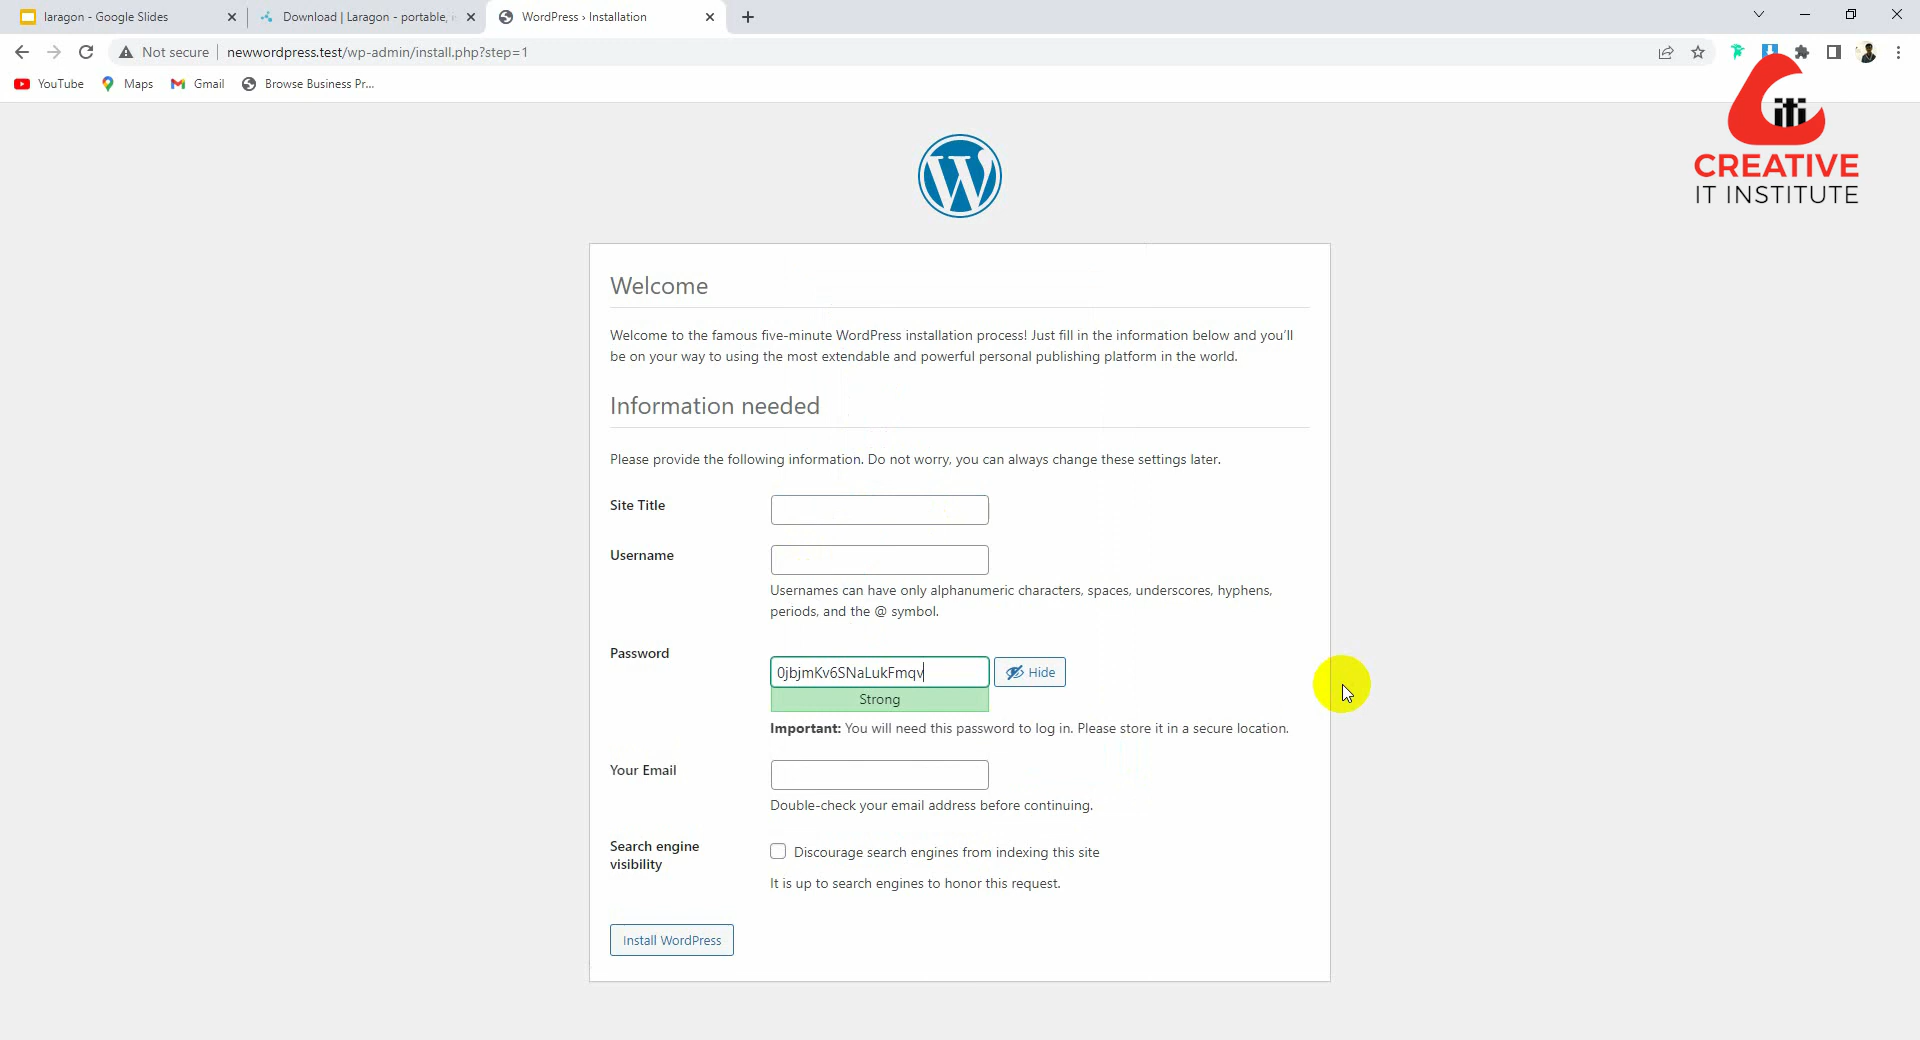 laragon - Google Slides
Download | Laragon - portable, i
WordPress › Installation
Not secure
newwordpress.test/wp-admin/install.php?step=1
YouTube
Maps
Gmail
Browse Business Pr...
iti
CREATIVE
IT INSTITUTE
W
Welcome
Welcome to the famous five-minute WordPress installation process! Just fill in the information below and you’ll
be on your way to using the most extendable and powerful personal publishing platform in the world.
Information needed
Please provide the following information. Do not worry, you can always change these settings later.
Site Title
Username
Usernames can have only alphanumeric characters, spaces, underscores, hyphens,
periods, and the @ symbol.
Password
0jbjmKv6SNaLukFmqv
Hide
Strong
Important: You will need this password to log in. Please store it in a secure location.
Your Email
Double-check your email address before continuing.
Search engine
visibility
Discourage search engines from indexing this site
It is up to search engines to honor this request.
Install WordPress